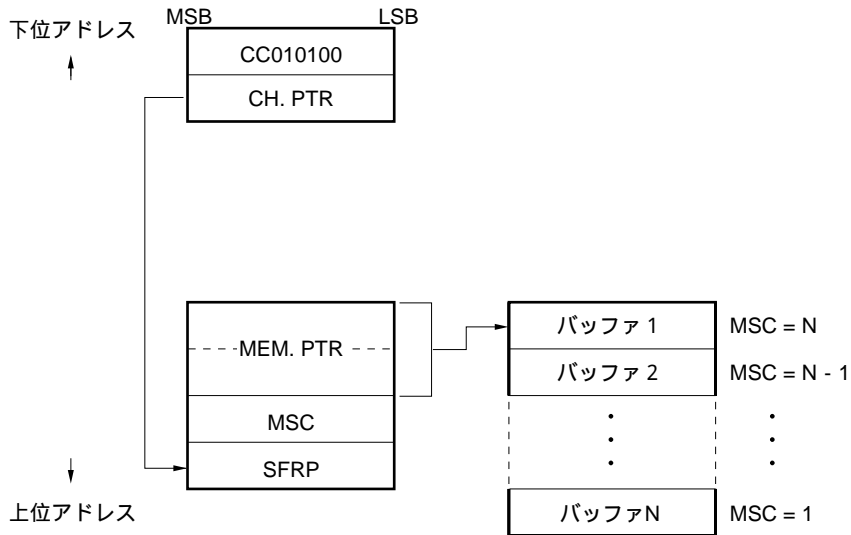 下位アドレス
MSB LSB
CC010100
CH. PTR
MEM. PTR
MSC
SFRP
上位アドレス
バッファ 1 MSC = N
バッファ 2 MSC = N - 1
バッファN MSC = 1